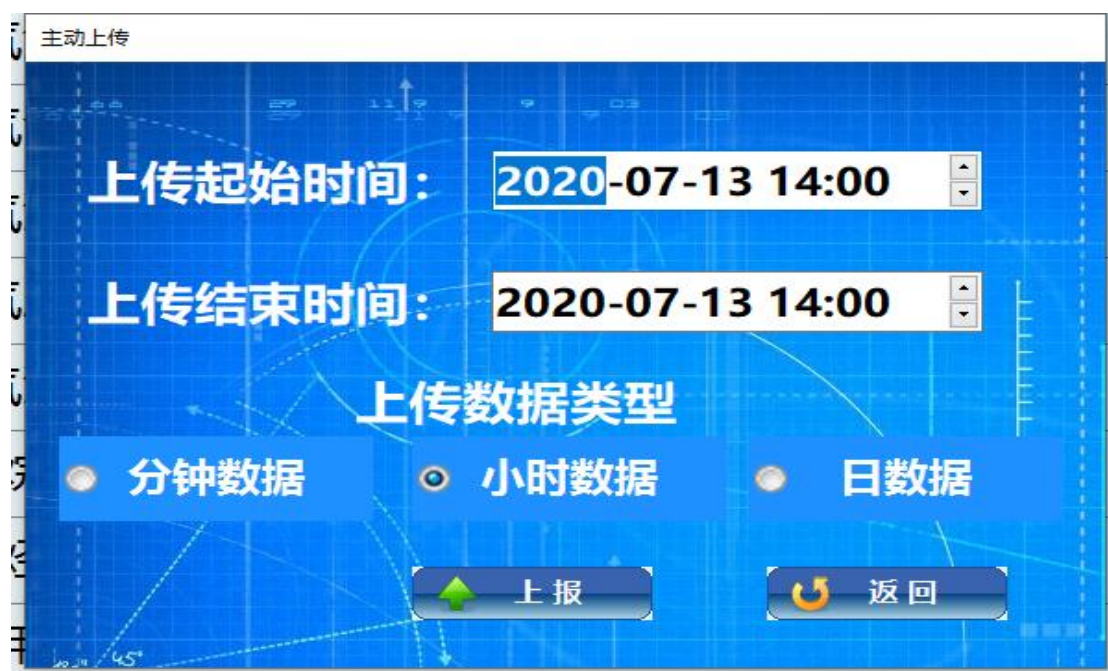 主动上传
上传起始时间： 2020-07-13 14:00
上传结束时间： 2020-07-13 14:00
上传数据类型
分钟数据 小时数据 日数据
上报 返回
45°